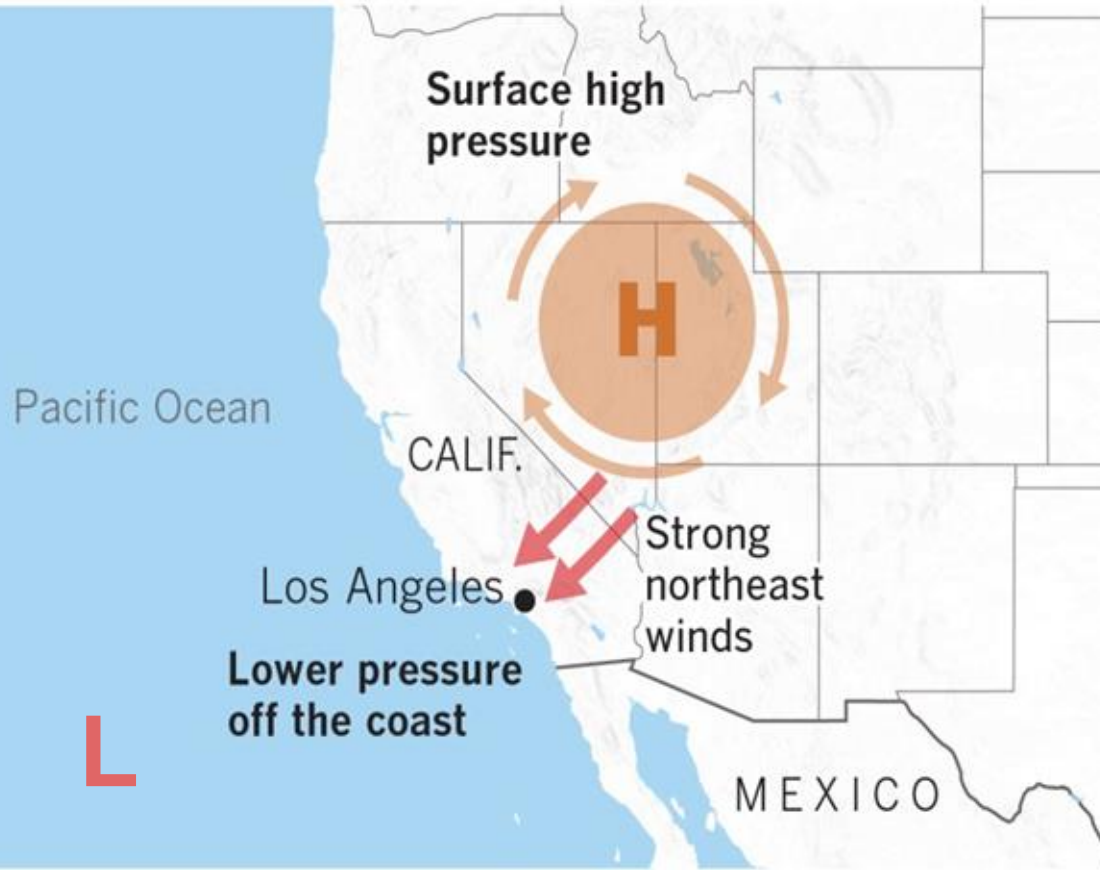 Surface high
pressure
H
Pacific Ocean
CALIF.
Strong
northeast
winds
Los Angeles
Lower pressure
off the coast
L
MEXICO